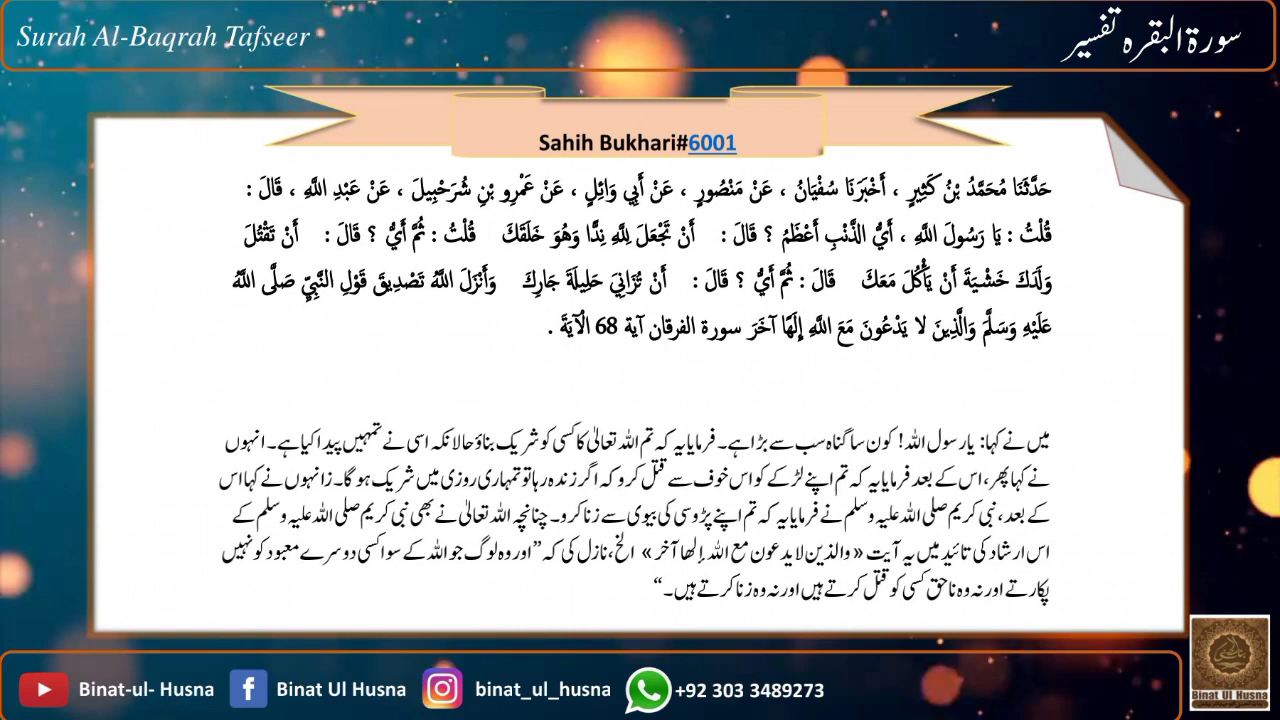 Surah Al-Baqrah Tafseer
سورۃ البقرہ تفسیر
Sahih Bukhari#6001
حَدَّثَنَا مُحَمَّدُ بْنُ كَثِيرٍ ، أَخْبَرَنَا سُفْيَانُ ، عَنْ مَنْصُورٍ ، عَنْ أَبِي وَائِلٍ ، عَنْ عَمْرِو بْنِ شُرَحْبِيلَ ، عَنْ عَبْدِ اللَّهِ ، قَالَ :
قُلْتُ : يَا رَسُولَ اللَّهِ ، أَيُّ الذَّنْبِ أَعْظَمُ ؟ قَالَ : أَنْ تَجْعَلَ لِلَّهِ نِدًّا وَهُوَ خَلَقَكَ قُلْتُ : ثُمَّ أَيُّ ؟ قَالَ : أَنْ تَقْتُلَ
وَلَدَكَ خَشْيَةَ أَنْ يَأْكُلَ مَعَكَ قَالَ : ثُمَّ أَيُّ ؟ قَالَ : أَنْ تُزَانِيَ حَلِيلَةَ جَارِكَ وَأَنْزَلَ اللَّهُ تَصْدِيقَ قَوْلِ النَّبِيِّ صَلَّى اللَّهُ
عَلَيْهِ وَسَلَّمَ وَالَّذِينَ لا يَدْعُونَ مَعَ اللَّهِ إِلَهًا آخَرَ سورة الفرقان آية 68 الْآيَةَ .
میں نے کہا: یا رسول اللہ! کون سا گناہ سب سے بڑا ہے۔ فرمایا یہ کہ تم اللہ تعالیٰ کا کسی کو شریک بناؤ حالانکہ اسی نے تمہیں پیدا کیا ہے۔ انہوں
نے کہا پھر، اس کے بعد فرمایا یہ کہ تم اپنے لڑکے کو اس خوف سے قتل کرو کہ اگر زندہ رہا تو تمہاری روزی میں شریک ہو گا۔ زانہوں نے کہا اس
کے بعد، نبی کریم صلی اللہ علیہ وسلم نے فرمایا یہ کہ تم اپنے پڑوسی کی بیوی سے زنا کرو۔ چنانچہ اللہ تعالیٰ نے بھی نبی کریم صلی اللہ علیہ وسلم کے
اس ارشاد کی تائید میں یہ آیت «والذين لا يدعون مع الله إلها آخر» الخ، نازل کی کہ ”اور وہ لوگ جو اللہ کے سوا کسی دوسرے معبود کو نہیں
پکارتے اور نہ وہ ناحق کسی کو قتل کرتے ہیں اور نہ وہ زنا کرتے ہیں۔“
Binat-ul- Husna
Binat Ul Husna
binat_ul_husna
+92 303 3489273
Binat Ul Husna